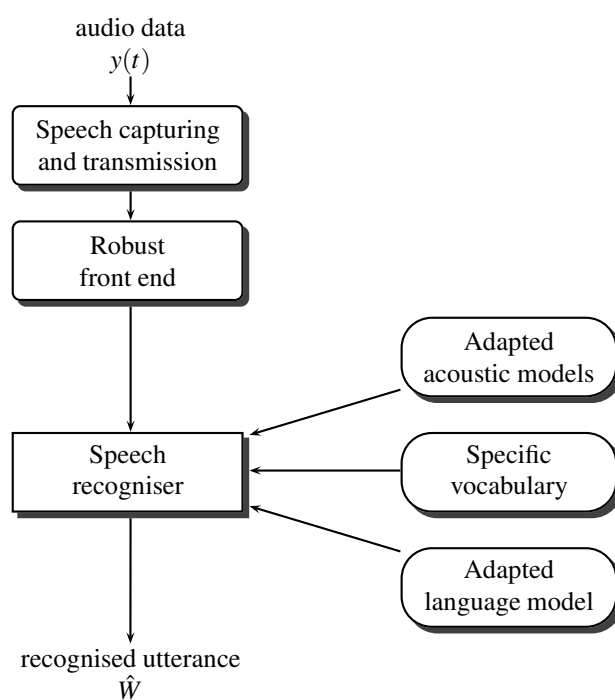 audio data
y(t)
Speech capturing
and transmission
Robust
front end
Adapted
acoustic models
Speech
recogniser
Specific
vocabulary
Adapted
language model
recognised utterance
Ŵ